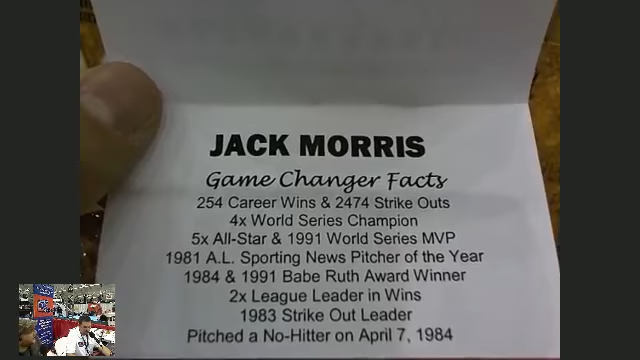 JACK MORRIS
Game Changer Facts
254 Career Wins & 2474 Strike Outs
4x World Series Champion
5x All-Star & 1991 World Series MVP
1981 A.L. Sporting News Pitcher of the Year
1984 & 1991 Babe Ruth Award Winner
2x League Leader in Wins
1983 Strike Out Leader
Pitched a No-Hitter on April 7, 1984